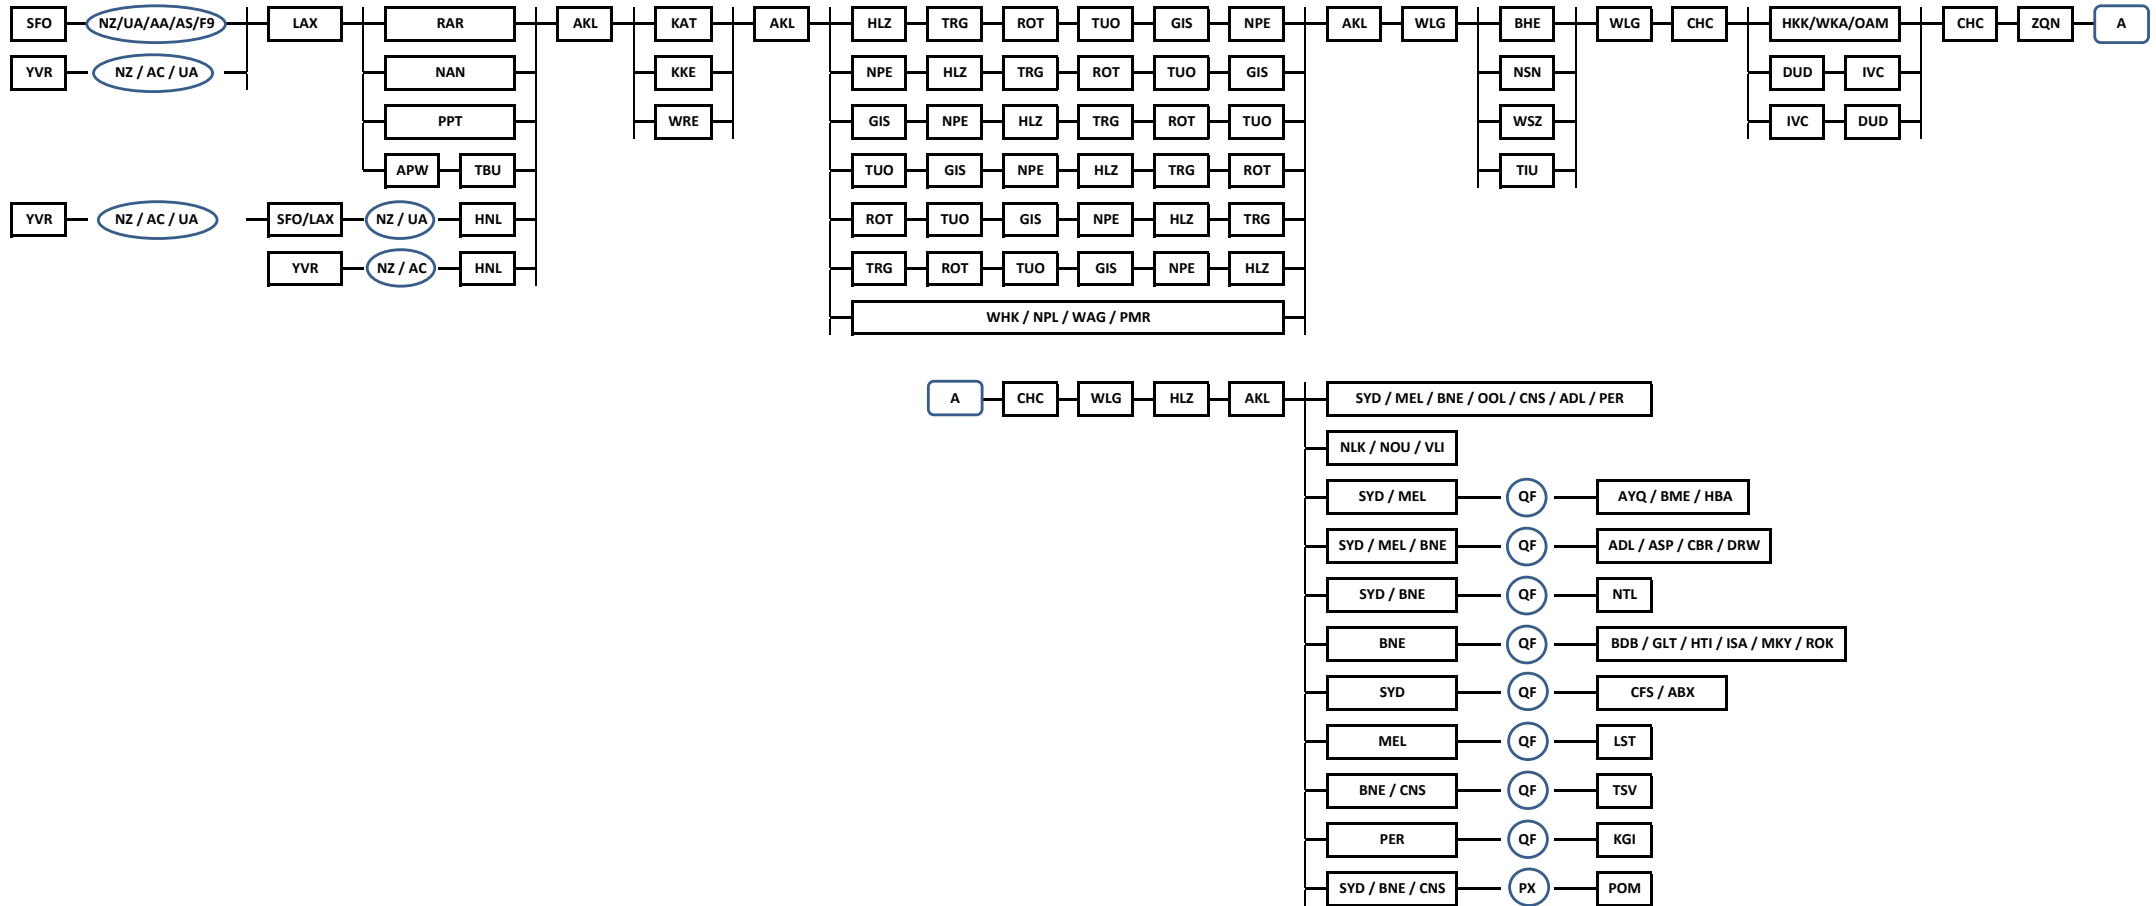 SFO NZ/UA/AA/AS/F9 LAX RAR AKL KAT AKL HLZ TRG ROT TUO GIS NPE AKL WLG BHE WLG CHC HKK/WKA/OAM CHC ZQN A
YVR NZ / AC / UA NAN KKE NPE HLZ TRG ROT TUO GIS NSN DUD IVC
PPT WRE GIS NPE HLZ TRG ROT TUO WSZ IVC DUD
APW TBU TUO GIS NPE HLZ TRG ROT TIU
YVR NZ / AC / UA SFO/LAX NZ / UA HNL ROT TUO GIS NPE HLZ TRG
YVR NZ / AC HNL TRG ROT TUO GIS NPE HLZ
WHK / NPL / WAG / PMR
A CHC WLG HLZ AKL SYD / MEL / BNE / OOL / CNS / ADL / PER
NLK / NOU / VLI
SYD / MEL QF AYQ / BME / HBA
SYD / MEL / BNE QF ADL / ASP / CBR / DRW
SYD / BNE QF NTL
BNE QF BDB / GLT / HTI / ISA / MKY / ROK
SYD QF CFS / ABX
MEL QF LST
BNE / CNS QF TSV
PER QF KGI
SYD / BNE / CNS PX POM